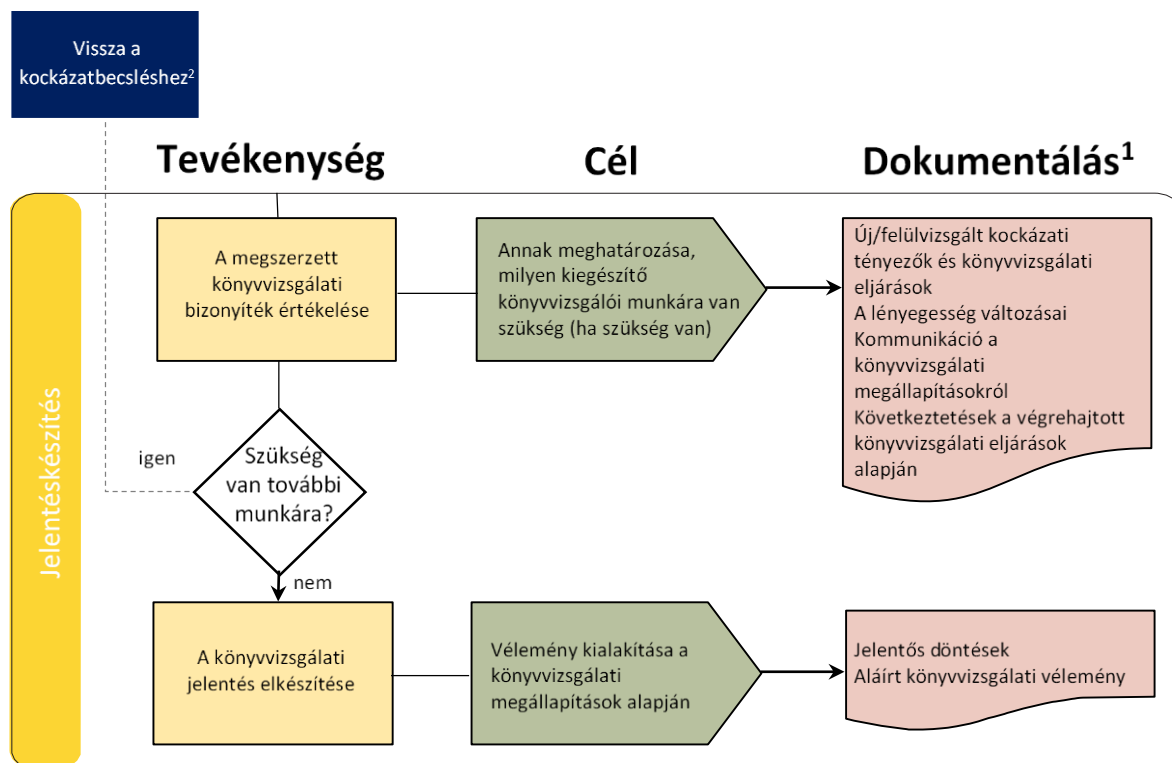 Vissza a
kockázatbecsléshez²
Tevékenység
Cél
Dokumentálás¹
Jelentéskészítés
A megszerzett
könyvvizsgálati
bizonyíték értékelése
Annak meghatározása,
milyen kiegészítő
könyvvizsgálói munkára van
szükség (ha szükség van)
Új/felülvizsgált kockázati
tényezők és könyvvizsgálati
eljárások
A lényegesség változásai
Kommunikáció a
könyvvizsgálati
megállapításokról
Következtetések a végrehajtott
könyvvizsgálati eljárások
alapján
igen
Szükség
van további
munkára?
nem
A könyvvizsgálati
jelentés elkészítése
Vélemény kialakítása a
könyvvizsgálati
megállapítások alapján
Jelentős döntések
Aláírt könyvvizsgálati vélemény